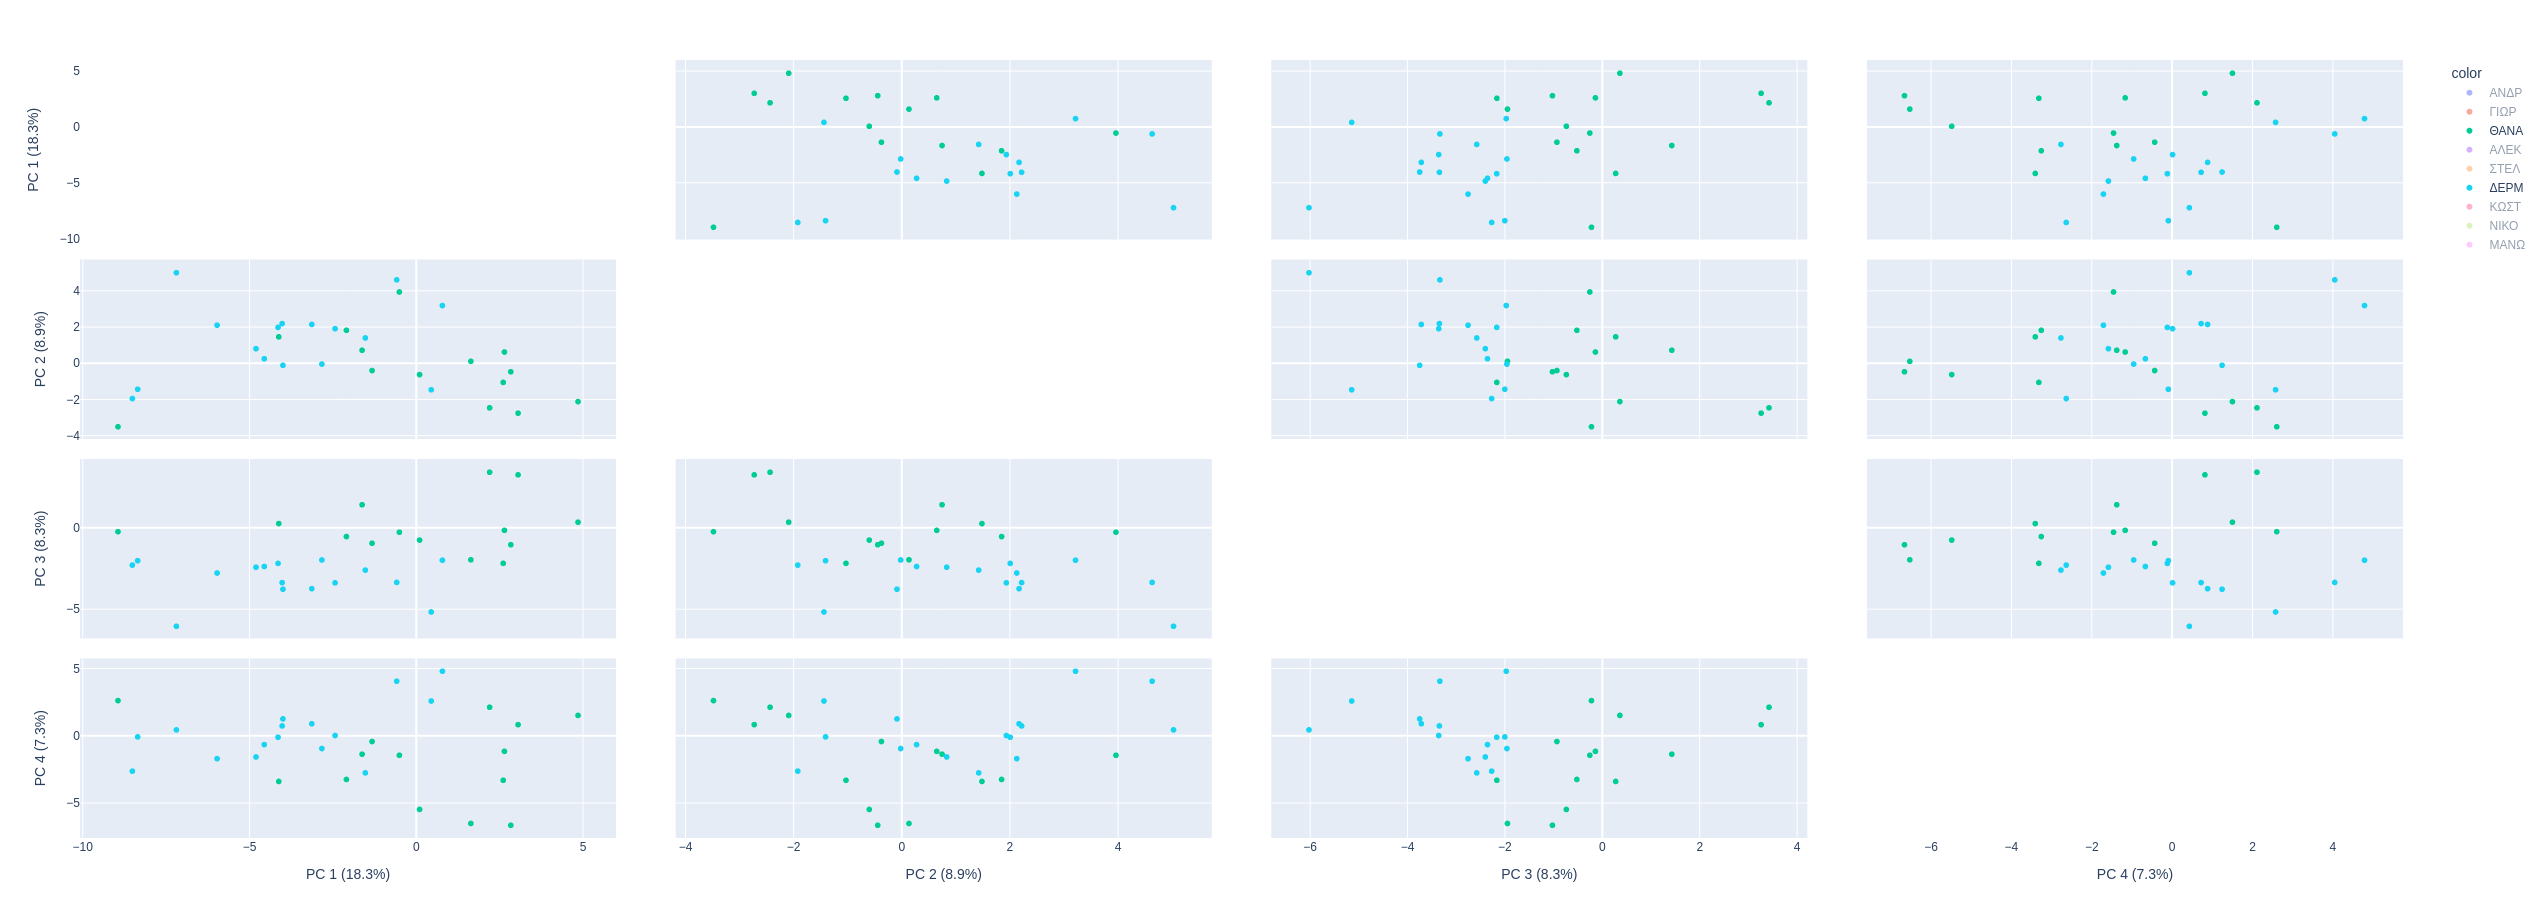 5
0
−5
−10
PC 1 (18.3%)
4
2
0
−2
−4
PC 2 (8.9%)
0
−5
PC 3 (8.3%)
5
0
−5
PC 4 (7.3%)
−10 −5 0 5
−4 −2 0 2 4
−6 −4 −2 0 2 4
−6 −4 −2 0 2 4
PC 1 (18.3%)
PC 2 (8.9%)
PC 3 (8.3%)
PC 4 (7.3%)
color
ΑΝΔΡ
ΓΙΩΡ
ΘΑΝΑ
ΑΛΕΚ
ΣΤΕΛ
ΔΕΡΜ
ΚΩΣΤ
ΝΙΚΟ
ΜΑΝΩ